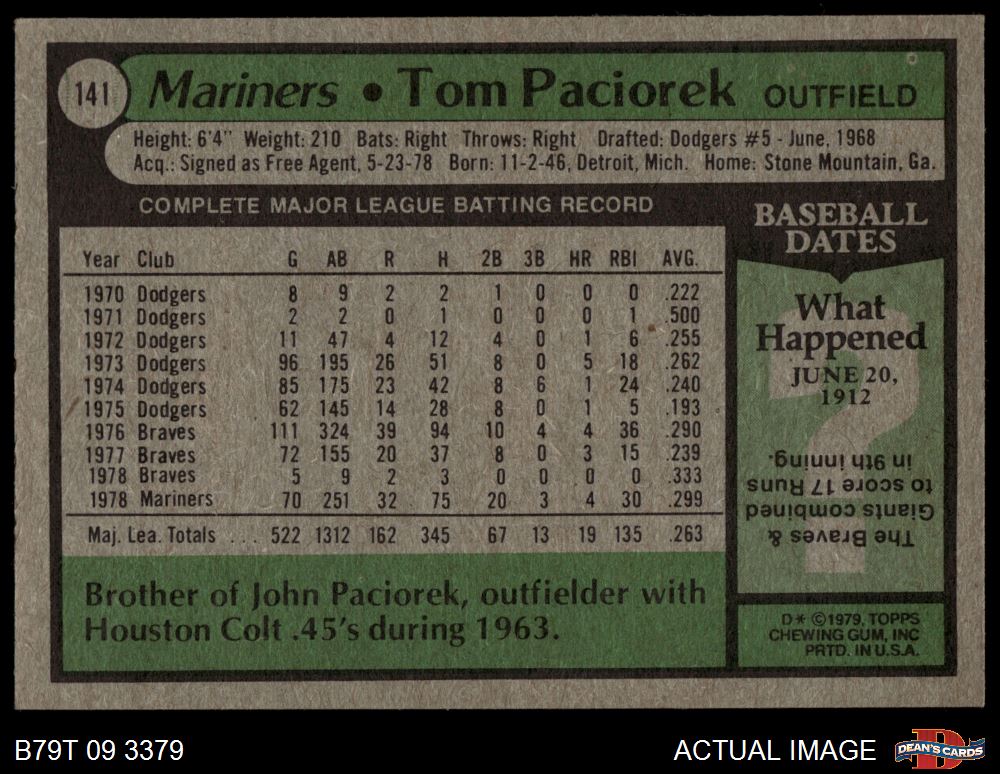 141 Mariners • Tom Paciorek OUTFIELD
Height: 6'4" Weight: 210 Bats: Right Throws: Right Drafted: Dodgers #5 - June, 1968
Acq.: Signed as Free Agent, 5-23-78 Born: 11-2-46, Detroit, Mich. Home: Stone Mountain, Ga.
COMPLETE MAJOR LEAGUE BATTING RECORD
Year Club G AB R H 2B 3B HR RBI AVG.
1970 Dodgers 8 9 2 2 1 0 0 0 .222
1971 Dodgers 2 2 0 1 0 0 0 1 .500
1972 Dodgers 11 47 4 12 4 0 1 6 .255
1973 Dodgers 96 195 26 51 8 0 5 18 .262
1974 Dodgers 85 175 23 42 8 6 1 24 .240
1975 Dodgers 62 145 14 28 8 0 1 5 .193
1976 Braves 111 324 39 94 10 4 4 36 .290
1977 Braves 72 155 20 37 8 0 3 15 .239
1978 Braves 5 9 2 3 0 0 0 0 .333
1978 Mariners 70 251 32 75 20 3 4 30 .299
Maj. Lea. Totals ... 522 1312 162 345 67 13 19 135 .263
Brother of John Paciorek, outfielder with
Houston Colt .45's during 1963.
BASEBALL
DATES
What
Happened
JUNE 20,
1912
?
The Braves &
Giants combined
to score 17 Runs
in 9th inning.
D* ©1979, TOPPS
CHEWING GUM, INC
PRTD. IN U.S.A.
B79T 09 3379
ACTUAL IMAGE
DEAN'S CARDS